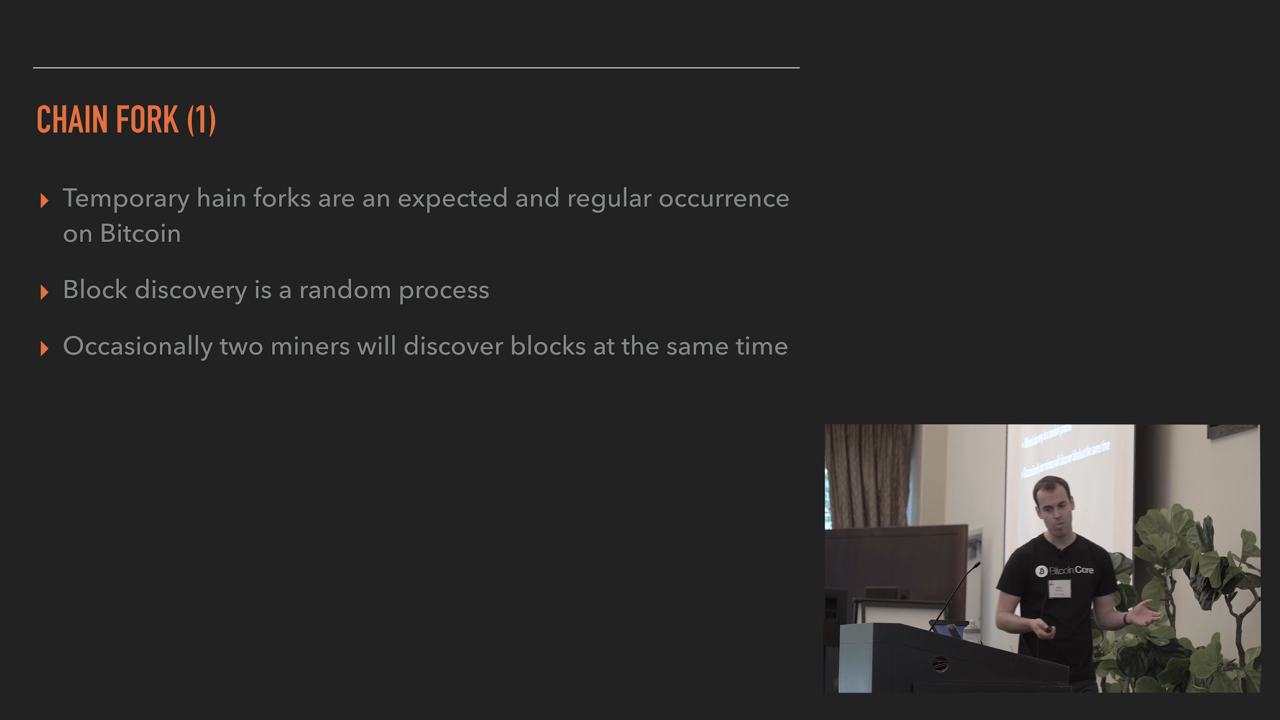 CHAIN FORK (1)
Temporary hain forks are an expected and regular occurrence
on Bitcoin
Block discovery is a random process
Occasionally two miners will discover blocks at the same time
Bitcoin Core